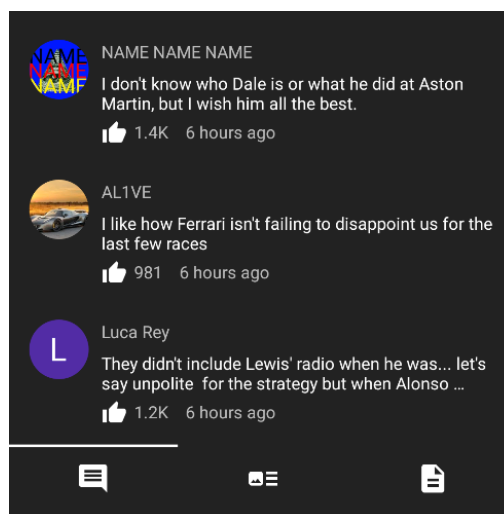 NAME
NAME
NAME
NAME NAME NAME
I don't know who Dale is or what he did at Aston
Martin, but I wish him all the best.
1.4K 6 hours ago
AL1VE
I like how Ferrari isn't failing to disappoint us for the
last few races
981 6 hours ago
L
Luca Rey
They didn't include Lewis' radio when he was... let's
say unpolite for the strategy but when Alonso ...
1.2K 6 hours ago